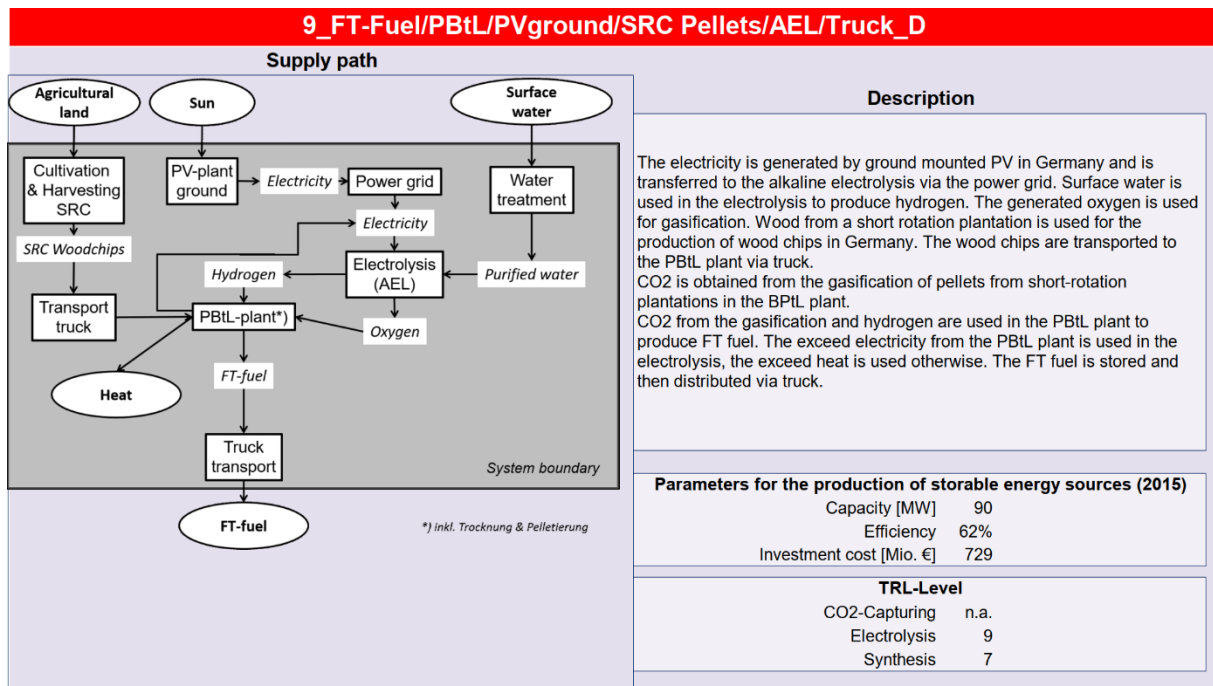 9_FT-Fuel/PBtL/PVground/SRC Pellets/AEL/Truck_D
Supply path
Agricultural
land
Sun
Surface
water
Cultivation
& Harvesting
SRC
PV-plant
ground
Electricity
Power grid
Water
treatment
Electricity
SRC Woodchips
Hydrogen
Electrolysis
(AEL)
Purified water
Transport
truck
PBtL-plant*)
Oxygen
FT-fuel
Heat
Truck
transport
System boundary
FT-fuel
*) inkl. Trocknung & Pelletierung
Description
The electricity is generated by ground mounted PV in Germany and is
transferred to the alkaline electrolysis via the power grid. Surface water is
used in the electrolysis to produce hydrogen. The generated oxygen is used
for gasification. Wood from a short rotation plantation is used for the
production of wood chips in Germany. The wood chips are transported to
the PBtL plant via truck.
CO2 is obtained from the gasification of pellets from short-rotation
plantations in the BPtL plant.
CO2 from the gasification and hydrogen are used in the PBtL plant to
produce FT fuel. The exceed electricity from the PBtL plant is used in the
electrolysis, the exceed heat is used otherwise. The FT fuel is stored and
then distributed via truck.
Parameters for the production of storable energy sources (2015)
Capacity [MW] 90
Efficiency 62%
Investment cost [Mio. €] 729
TRL-Level
CO2-Capturing n.a.
Electrolysis 9
Synthesis 7